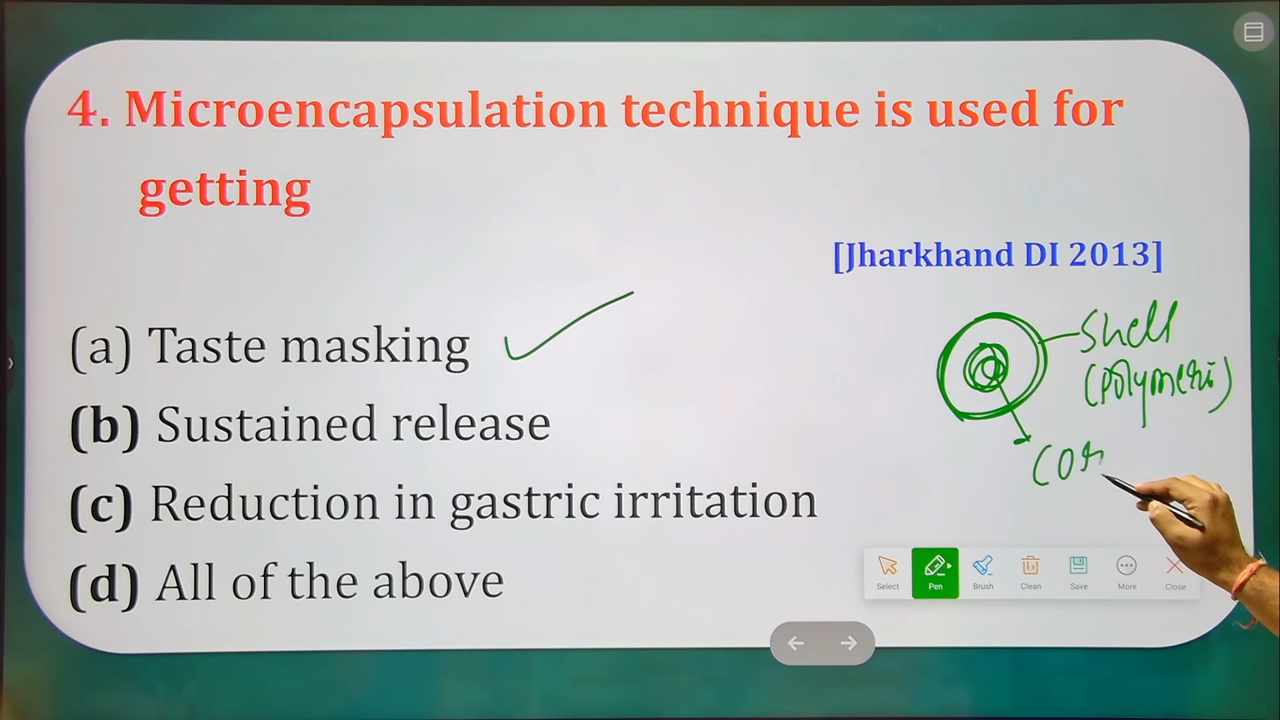 4. Microencapsulation technique is used for
getting
[Jharkhand DI 2013]
(a) Taste masking
(b) Sustained release
(c) Reduction in gastric irritation
(d) All of the above
Shell
(Polymeric)
Cor
Select Pen Brush Clean Save More Close